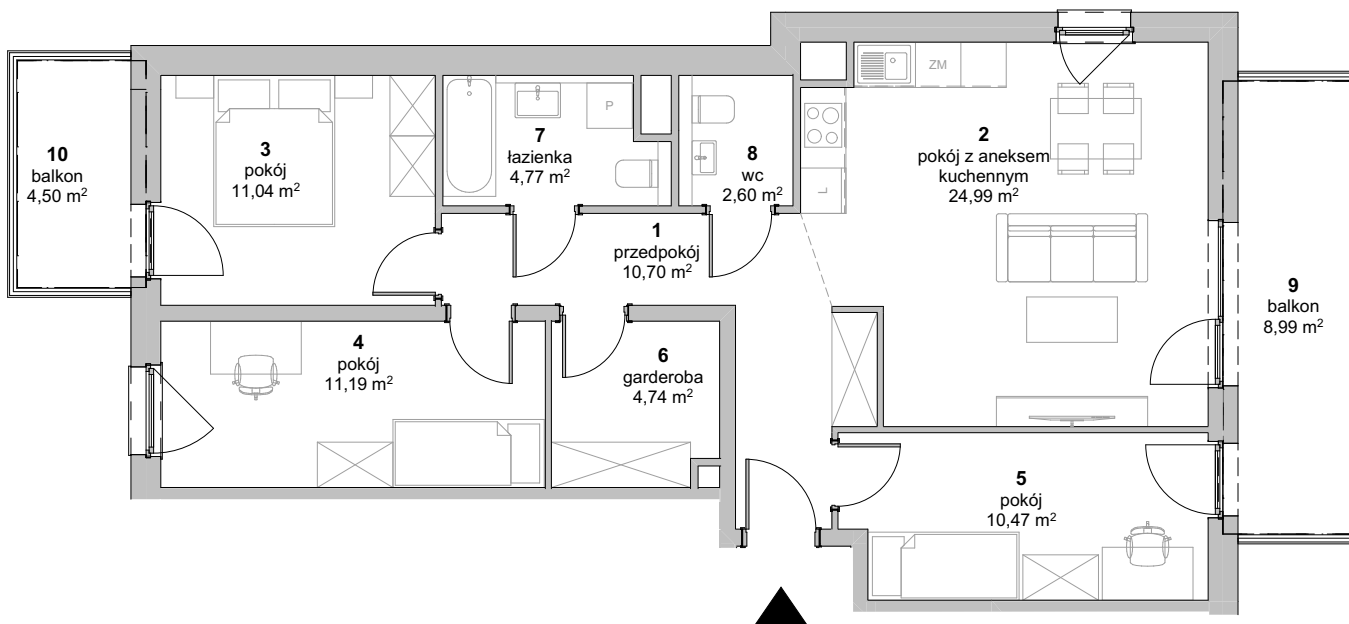 10
balkon
4,50 m²
3
pokój
11,04 m²
7
łazienka
4,77 m²
P
8
wc
2,60 m²
ZM
L
2
pokój z aneksem
kuchennym
24,99 m²
1
przedpokój
10,70 m²
9
balkon
8,99 m²
4
pokój
11,19 m²
6
garderoba
4,74 m²
5
pokój
10,47 m²